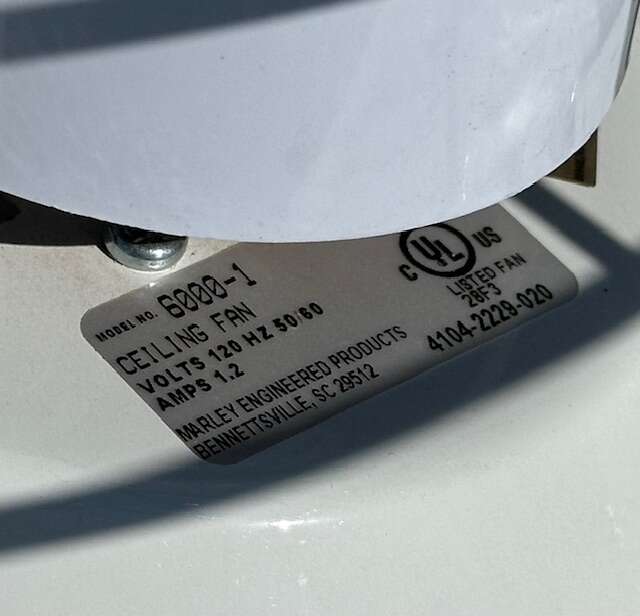 MODEL NO. 6000-1
CEILING FAN
VOLTS 120 HZ 50/60
AMPS 1.2
MARLEY ENGINEERED PRODUCTS
BENNETTSVILLE, SC 29512
C UL US
LISTED FAN
28F3
4104-2229-020